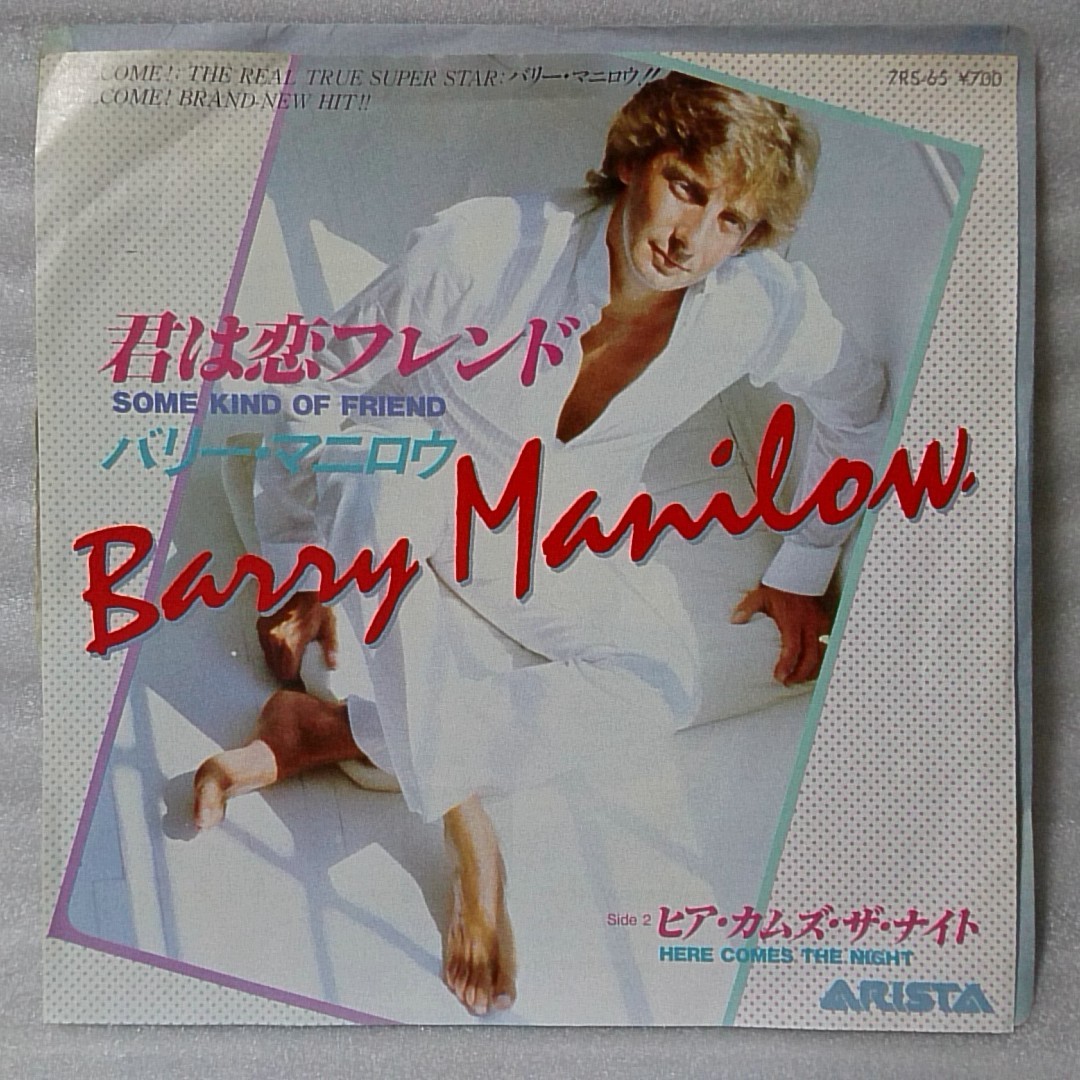 COME!: THE REAL TRUE SUPER STAR: バリー・マニロウ!!
COME! BRAND-NEW HIT!!
7RS-65 ¥700
君は恋フレンド
SOME KIND OF FRIEND
バリー・マニロウ
Barry Manilow.
Side 2 ヒア・カムズ・ザ・ナイト
HERE COMES THE NIGHT
ARISTA